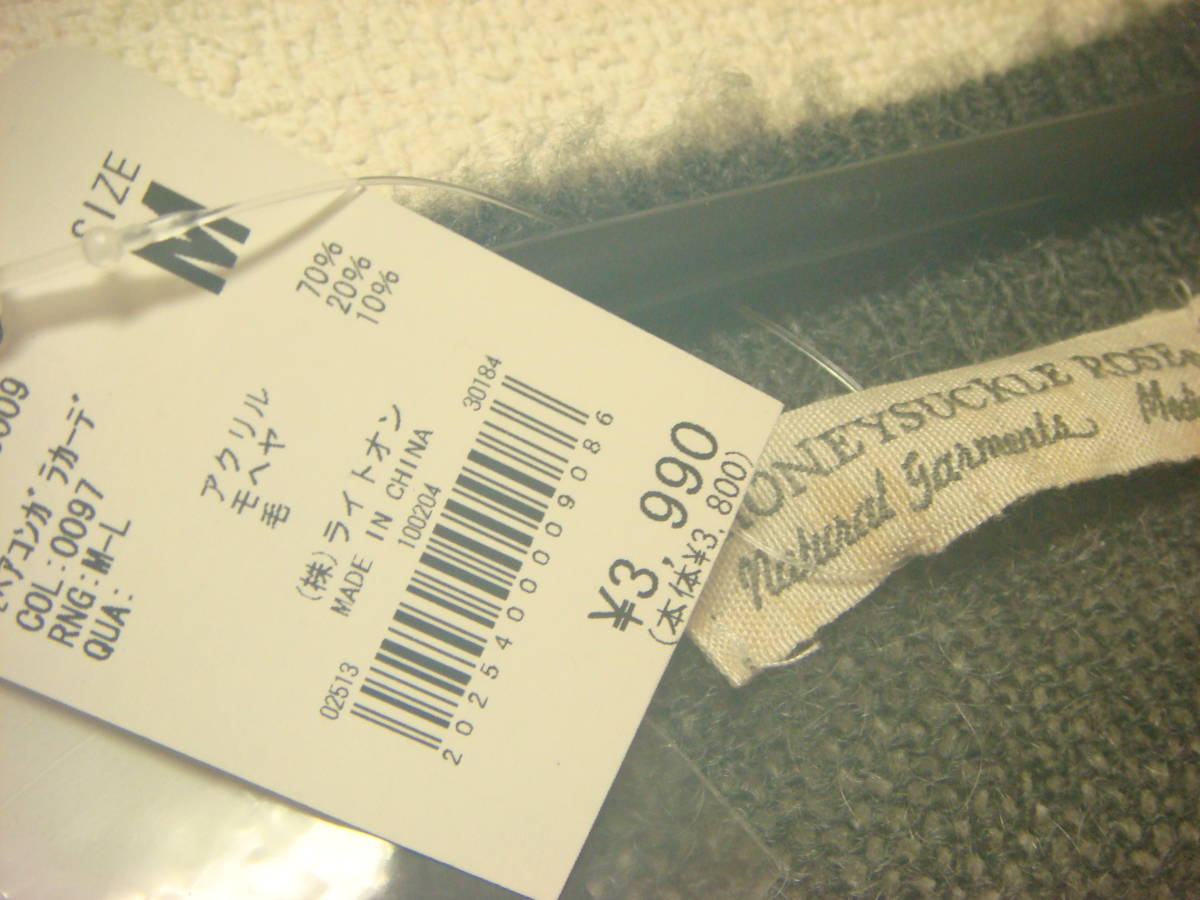 SIZE
M
アクリル 70%
モヘヤ 20%
毛 10%
009
ヘアコンガラカーデ
COL:0097
RNG:M-L
QUA:
(株)ライトオン
MADE IN CHINA
100204
02513 30184
2025400009086
¥3,990
(本体¥3,800)
HONEYSUCKLE ROSE
Natural Garments